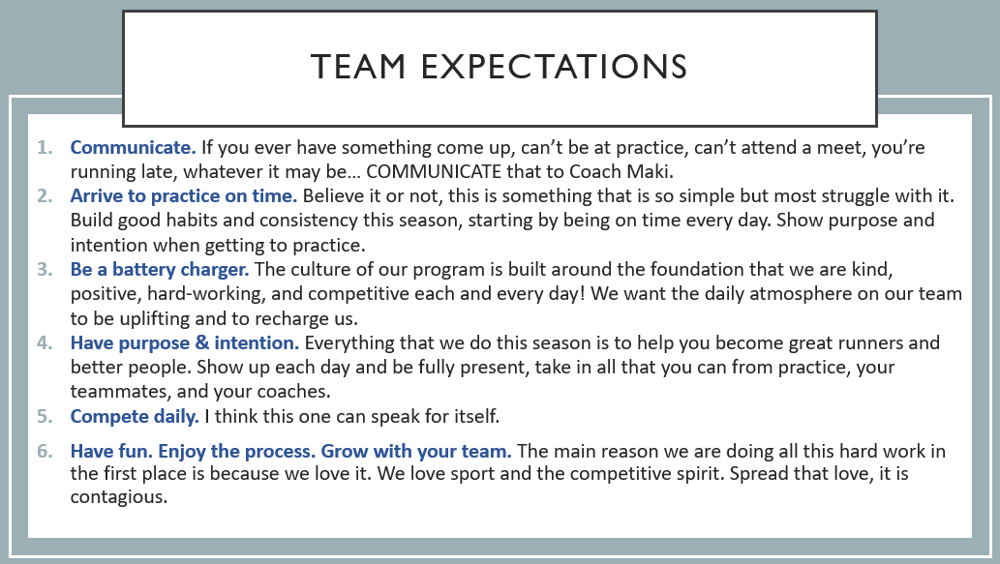 TEAM EXPECTATIONS
1. Communicate. If you ever have something come up, can’t be at practice, can’t attend a meet, you’re
running late, whatever it may be… COMMUNICATE that to Coach Maki.
2. Arrive to practice on time. Believe it or not, this is something that is so simple but most struggle with it.
Build good habits and consistency this season, starting by being on time every day. Show purpose and
intention when getting to practice.
3. Be a battery charger. The culture of our program is built around the foundation that we are kind,
positive, hard-working, and competitive each and every day! We want the daily atmosphere on our team
to be uplifting and to recharge us.
4. Have purpose & intention. Everything that we do this season is to help you become great runners and
better people. Show up each day and be fully present, take in all that you can from practice, your
teammates, and your coaches.
5. Compete daily. I think this one can speak for itself.
6. Have fun. Enjoy the process. Grow with your team. The main reason we are doing all this hard work in
the first place is because we love it. We love sport and the competitive spirit. Spread that love, it is
contagious.